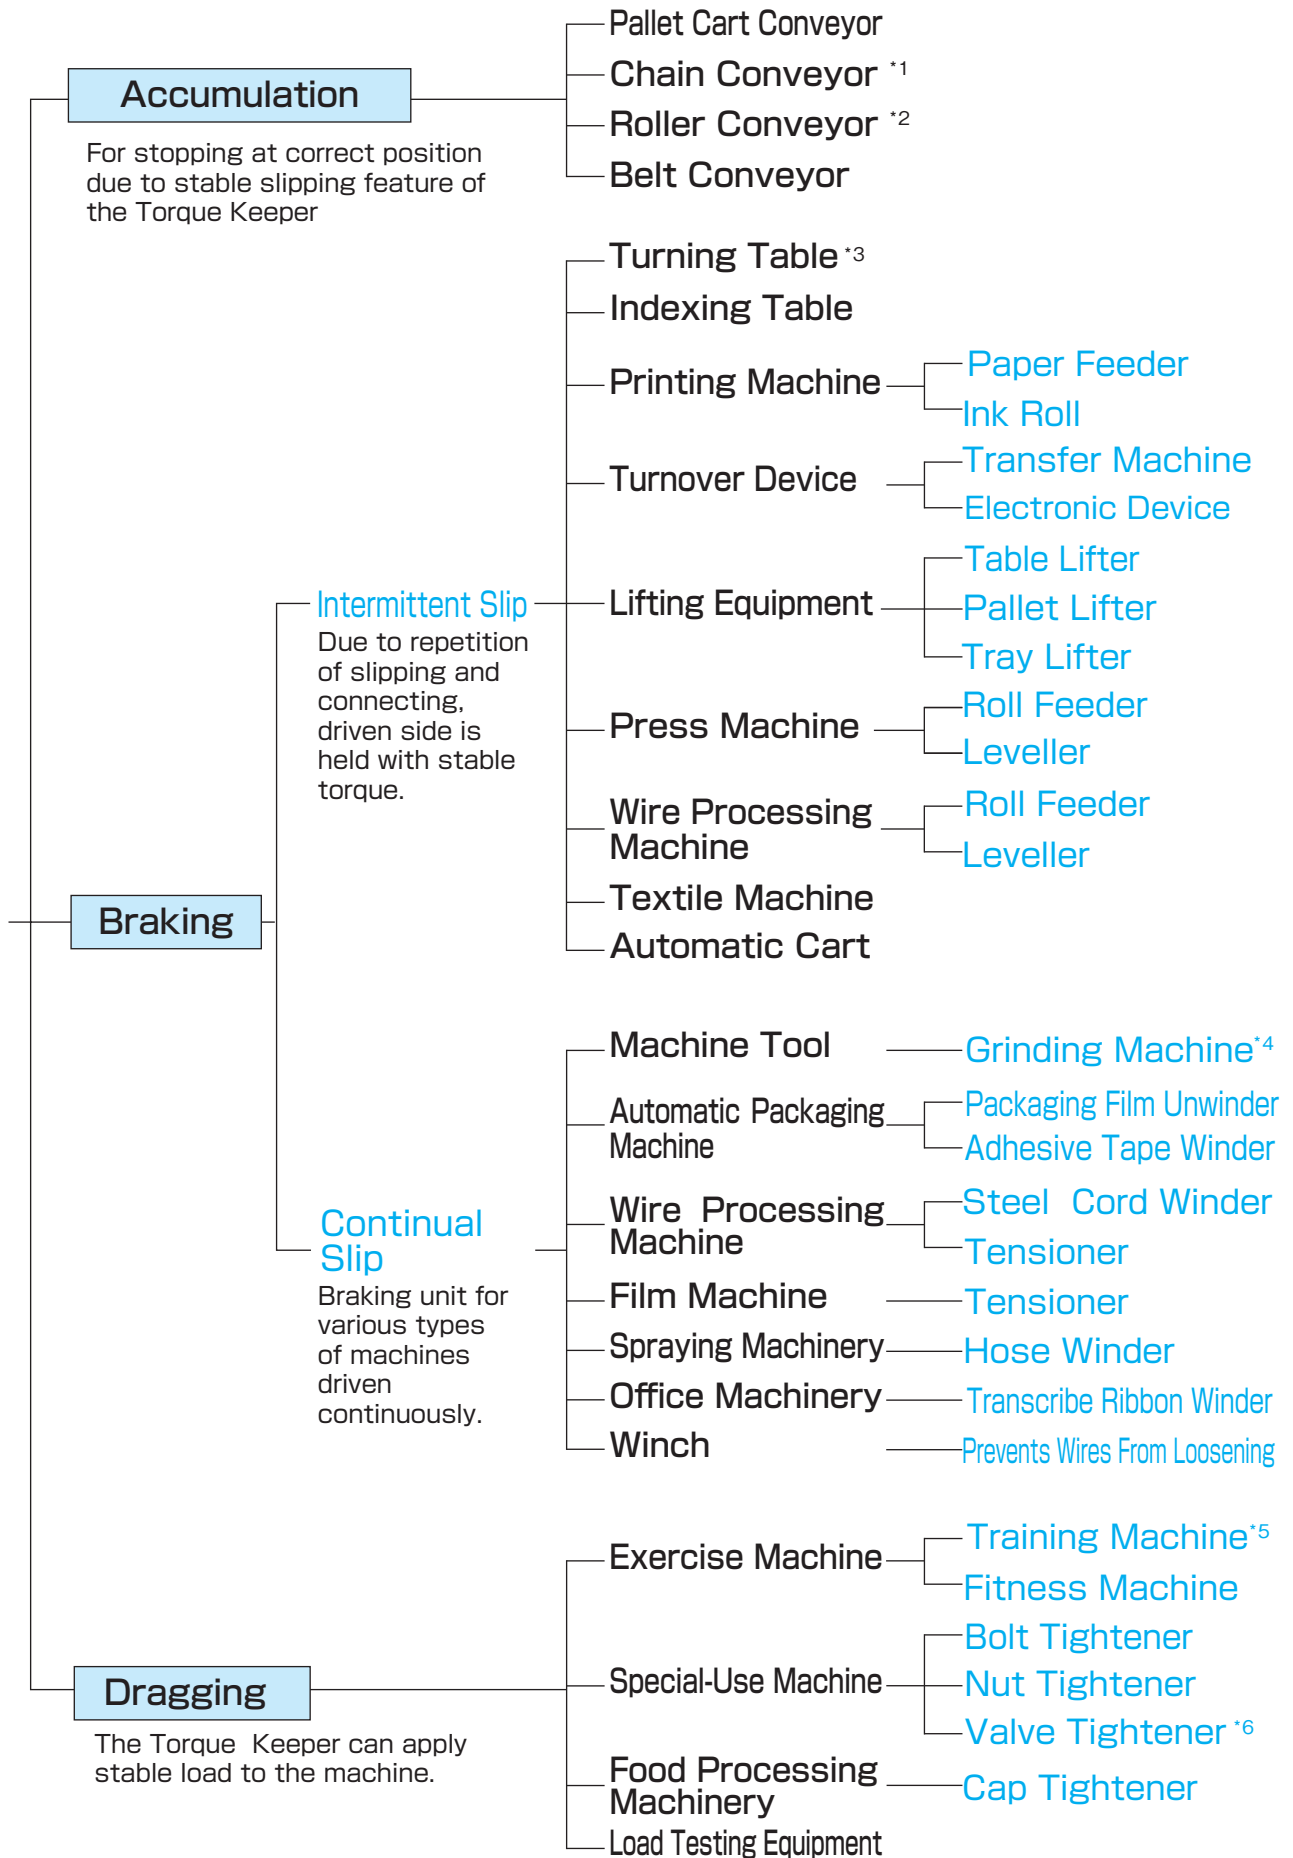 Accumulation
For stopping at correct position
due to stable slipping feature of
the Torque Keeper
Pallet Cart Conveyor
Chain Conveyor *1
Roller Conveyor *2
Belt Conveyor
Braking
Intermittent Slip
Due to repetition
of slipping and
connecting,
driven side is
held with stable
torque.
Turning Table *3
Indexing Table
Printing Machine
Paper Feeder
Ink Roll
Turnover Device
Transfer Machine
Electronic Device
Lifting Equipment
Table Lifter
Pallet Lifter
Tray Lifter
Press Machine
Roll Feeder
Leveller
Wire Processing
Machine
Roll Feeder
Leveller
Textile Machine
Automatic Cart
Continual
Slip
Braking unit for
various types
of machines
driven
continuously.
Machine Tool
Grinding Machine*4
Automatic Packaging
Machine
Packaging Film Unwinder
Adhesive Tape Winder
Wire Processing
Machine
Steel Cord Winder
Tensioner
Film Machine
Tensioner
Spraying Machinery
Hose Winder
Office Machinery
Transcribe Ribbon Winder
Winch
Prevents Wires From Loosening
Dragging
The Torque Keeper can apply
stable load to the machine.
Exercise Machine
Training Machine*5
Fitness Machine
Special-Use Machine
Bolt Tightener
Nut Tightener
Valve Tightener *6
Food Processing
Machinery
Cap Tightener
Load Testing Equipment